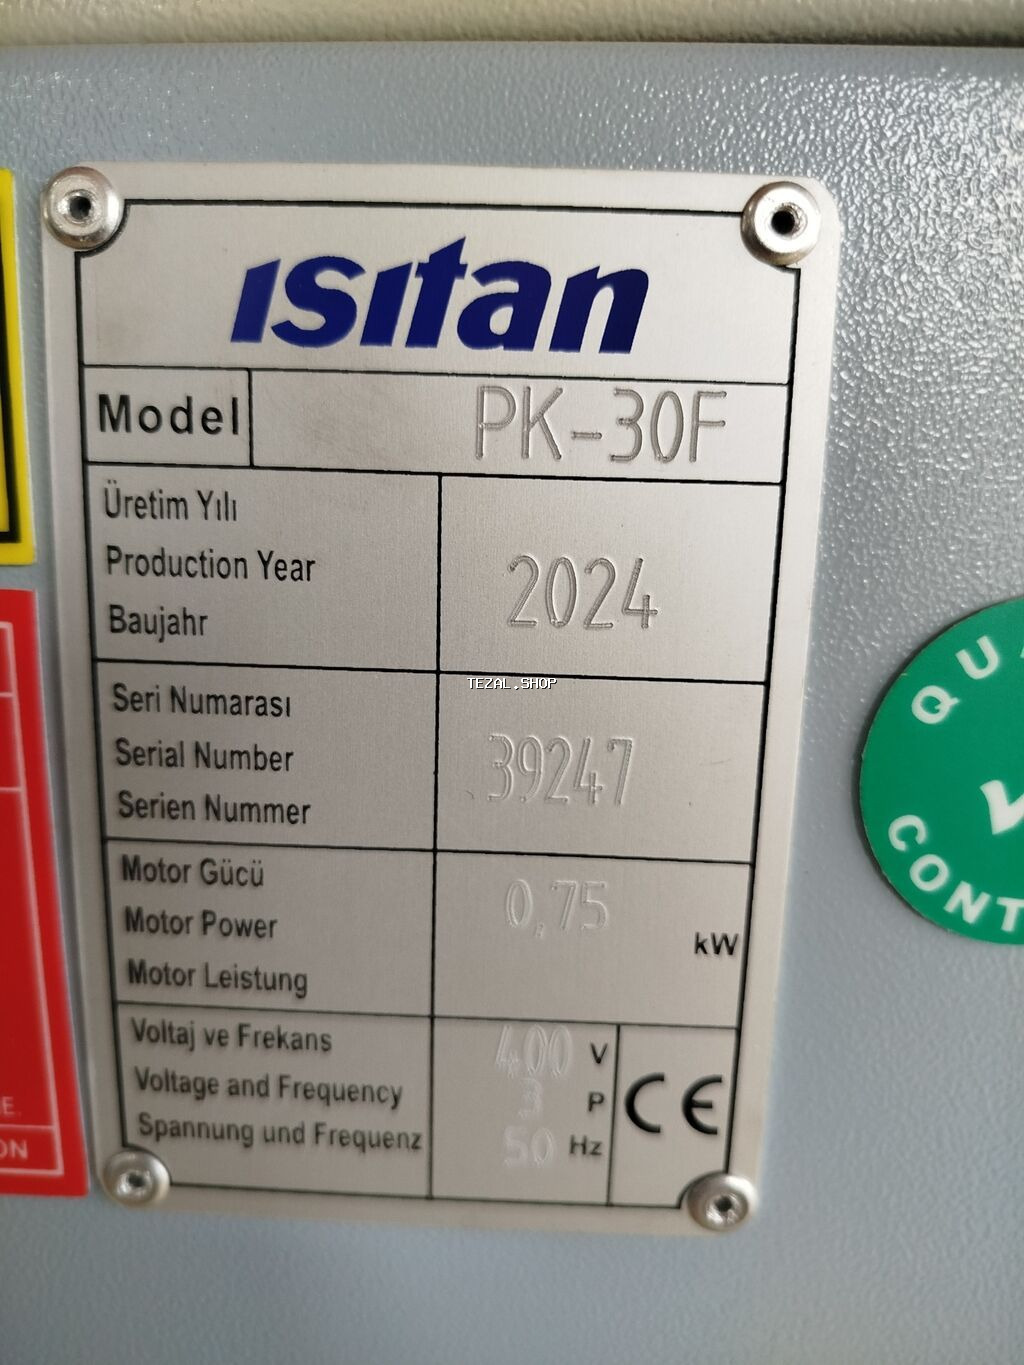 ısıtan
Model PK-30F
Üretim Yılı
Production Year
Baujahr
2024
TEZAL.SHOP
Seri Numarası
Serial Number
Serien Nummer
39247
Motor Gücü
Motor Power
Motor Leistung
0,75 kW
Voltaj ve Frekans
Voltage and Frequency
Spannung und Frequenz
400 V
3 P
50 Hz
CE